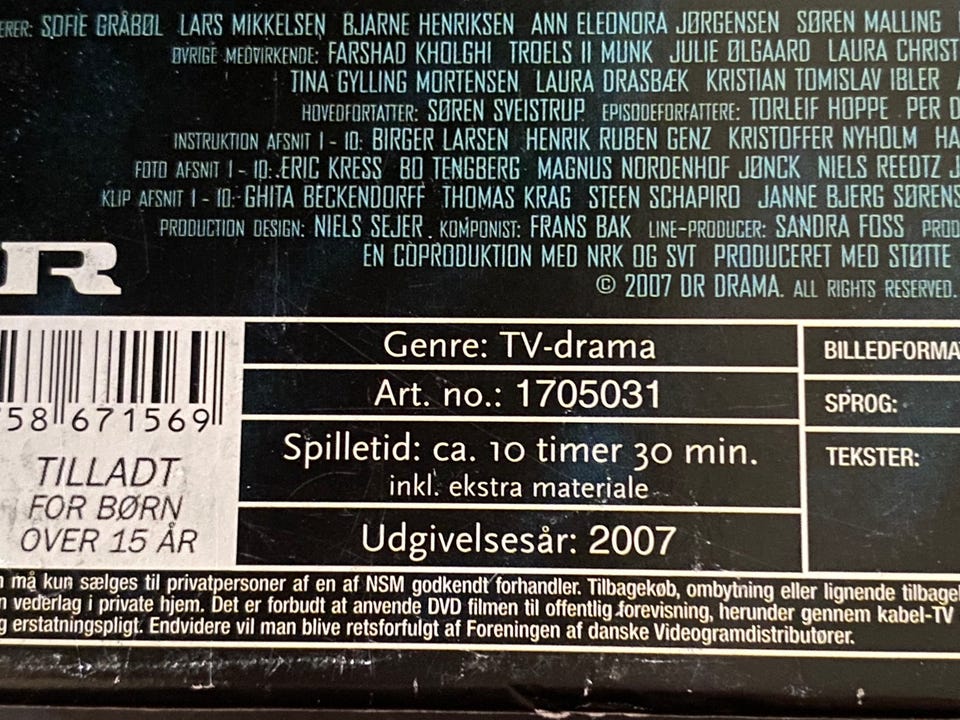 ERER: SOFIE GRÅBØL LARS MIKKELSEN BJARNE HENRIKSEN ANN ELEONORA JØRGENSEN SØREN MALLING
ØVRIGE MEDVIRKENDE: FARSHAD KHOLGHI TROELS II MUNK JULIE ØLGAARD LAURA CHRIST
TINA GYLLING MORTENSEN LAURA DRASBÆK KRISTIAN TOMISLAV IBLER
HOVEDFORFATTER: SØREN SVEISTRUP EPISODEFORFATTERE: TORLEIF HOPPE PER
INSTRUKTION AFSNIT 1 - 10: BIRGER LARSEN HENRIK RUBEN GENZ KRISTOFFER NYHOLM HA
FOTO AFSNIT 1 - 10: ERIC KRESS BO TENGBERG MAGNUS NORDENHOF JØNCK NIELS REEDTZ J
KLIP AFSNIT 1 - 10: GHITA BECKENDORFF THOMAS KRAG STEEN SCHAPIRO JANNE BJERG SØRENS
PRODUCTION DESIGN: NIELS SEJER KOMPONIST: FRANS BAK LINE-PRODUCER: SANDRA FOSS PROD
EN COPRODUKTION MED NRK OG SVT PRODUCERET MED STØTTE
© 2007 DR DRAMA. ALL RIGHTS RESERVED.
R
58 671569
TILLADT
FOR BØRN
OVER 15 ÅR
Genre: TV-drama
Art. no.: 1705031
Spilletid: ca. 10 timer 30 min.
inkl. ekstra materiale
Udgivelsesår: 2007
BILLEDFORMA
SPROG:
TEKSTER:
må kun sælges til privatpersoner af en af NSM godkendt forhandler. Tilbagekøb, ombytning eller lignende tilbagel
vederlag i private hjem. Det er forbudt at anvende DVD filmen til offentlig forevisning, herunder gennem kabel-TV
g erstatningspligt. Endvidere vil man blive retsforfulgt af Foreningen af danske Videogramdistributører.